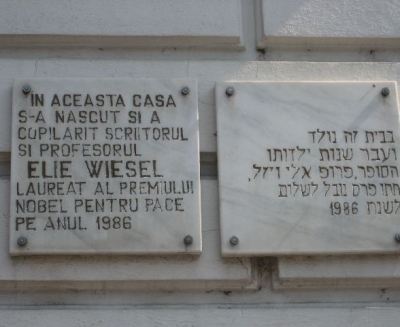 IN ACEASTA CASA
S-A NASCUT SI A
COPILARIT SCRIITORUL
SI PROFESORUL
ELIE WIESEL
LAUREAT AL PREMIULUI
NOBEL PENTRU PACE
PE ANUL 1986
בבית זה נולד
ועבר שנות ילדותו
הסופר, פרופ אלי ויזל,
חתן פרס נובל לשלום
לשנת 1986